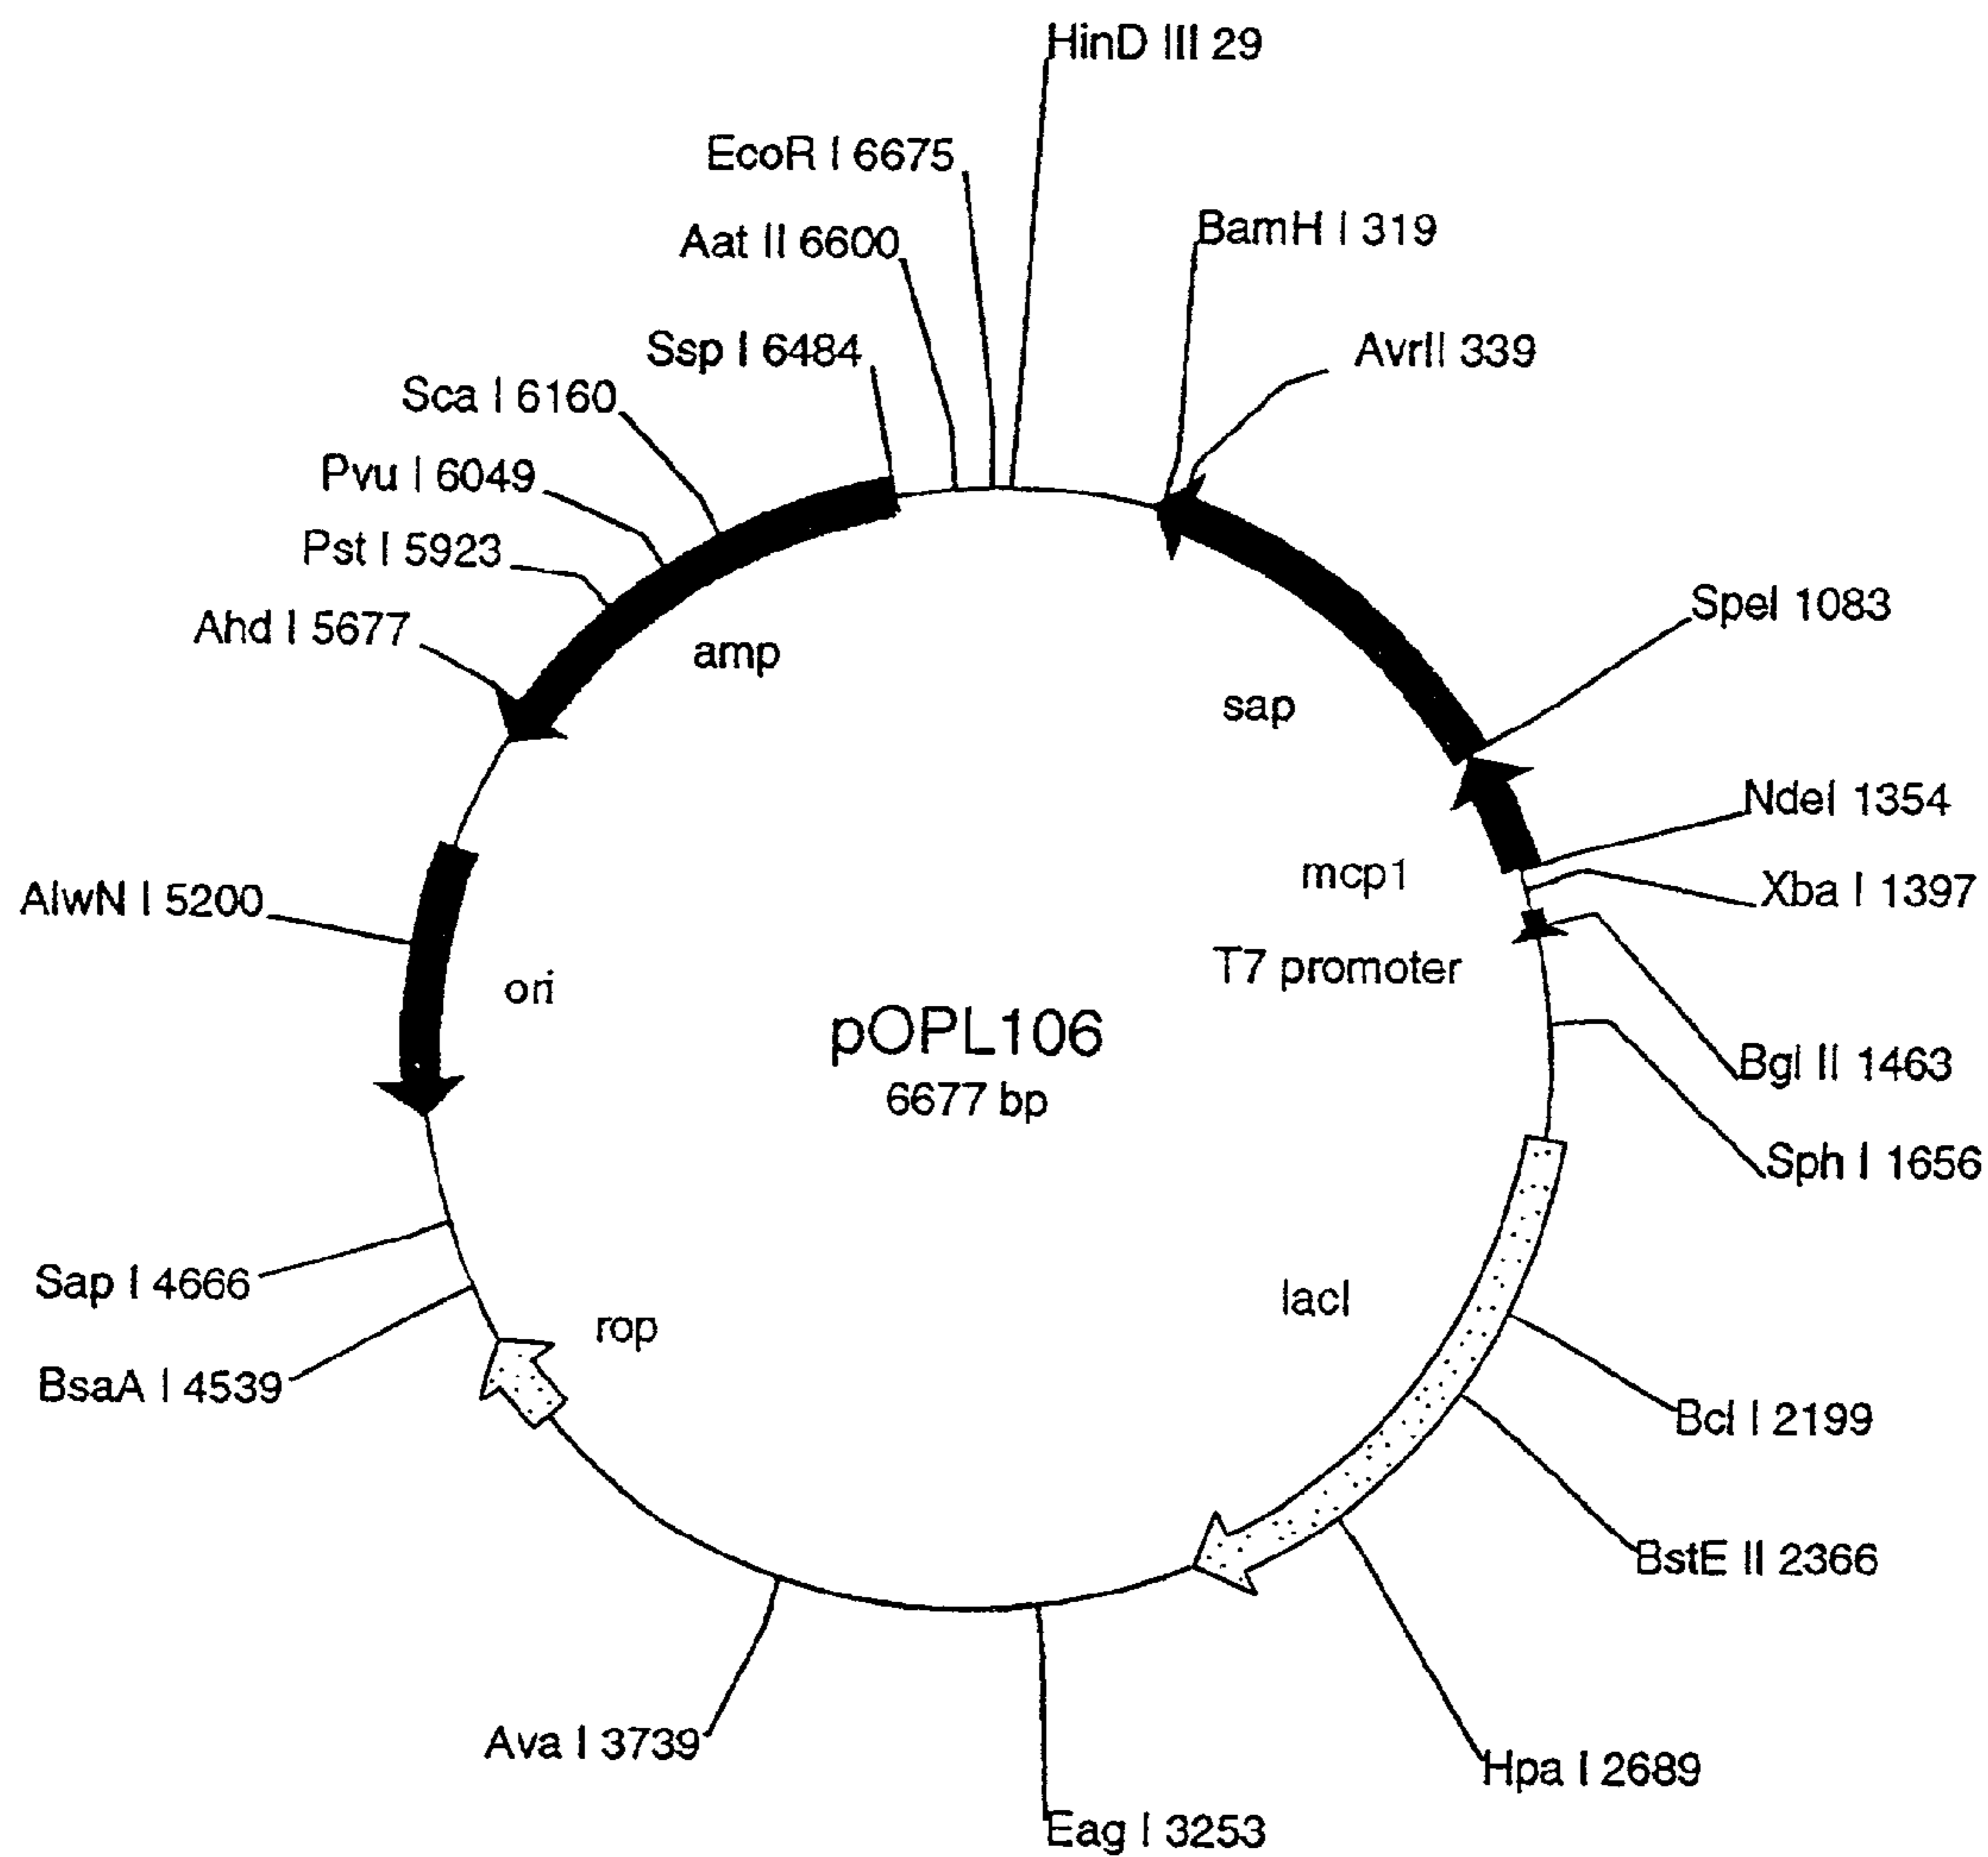 HinD III 29
EcoR I 6675
Aat II 6600
BamH I 319
Ssp I 6484
AvrII 339
Sca I 6160
Pvu I 6049
Pst I 5923
Ahd I 5677
SpeI 1083
amp
sap
NdeI 1354
mcp1
XbaI 1397
AlwN I 5200
T7 promoter
ori
pOPL106
6677 bp
Bgl II 1463
Sph I 1656
Sap I 4666
lacI
rop
BsaA I 4539
Bcl I 2199
BstE II 2366
Ava I 3739
Hpa I 2689
Eag I 3253